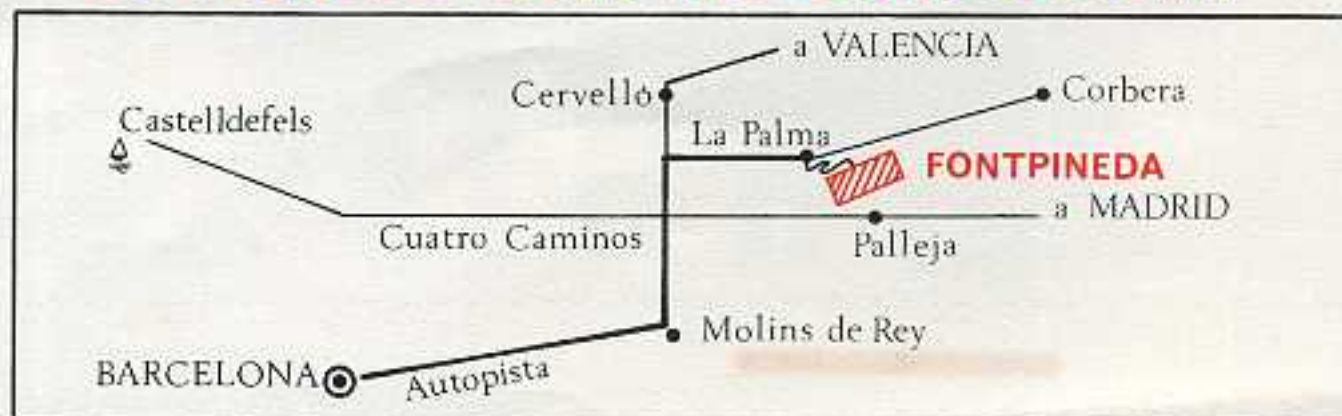 a VALENCIA
Cervelló
Corbera
Castelldefels
La Palma
FONTPINEDA
a MADRID
Cuatro Caminos
Palleja
Molins de Rey
BARCELONA
Autopista